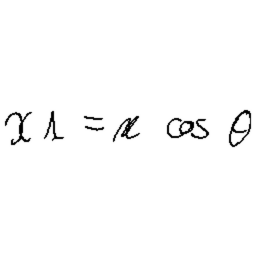 x1 = x cos θ